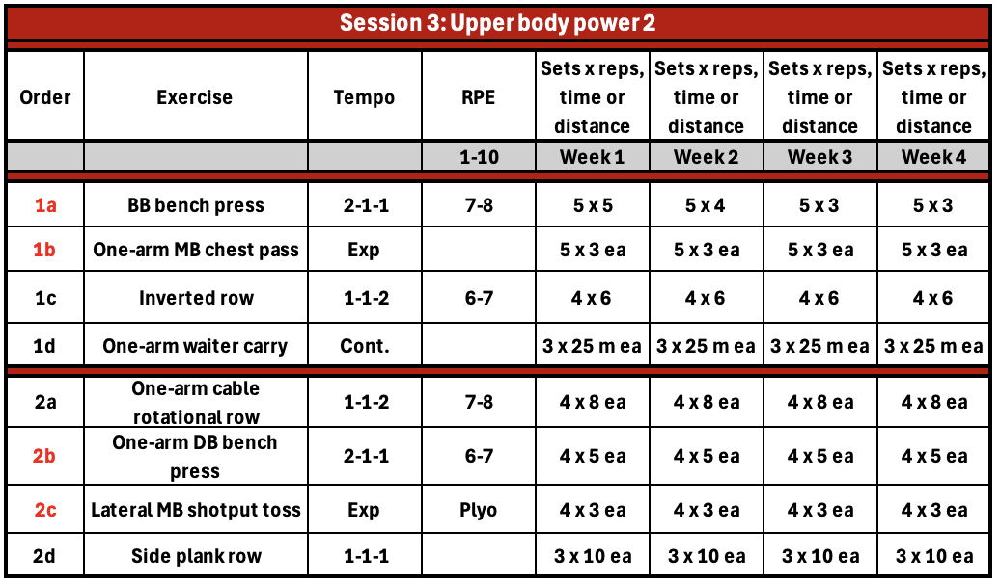 Session 3: Upper body power 2
Order Exercise Tempo RPE Sets x reps, time or distance Sets x reps, time or distance Sets x reps, time or distance Sets x reps, time or distance
1-10 Week 1 Week 2 Week 3 Week 4
1a BB bench press 2-1-1 7-8 5 x 5 5 x 4 5 x 3 5 x 3
1b One-arm MB chest pass Exp 5 x 3 ea 5 x 3 ea 5 x 3 ea 5 x 3 ea
1c Inverted row 1-1-2 6-7 4 x 6 4 x 6 4 x 6 4 x 6
1d One-arm waiter carry Cont. 3 x 25 m ea 3 x 25 m ea 3 x 25 m ea 3 x 25 m ea
2a One-arm cable rotational row 1-1-2 7-8 4 x 8 ea 4 x 8 ea 4 x 8 ea 4 x 8 ea
2b One-arm DB bench press 2-1-1 6-7 4 x 5 ea 4 x 5 ea 4 x 5 ea 4 x 5 ea
2c Lateral MB shotput toss Exp Plyo 4 x 3 ea 4 x 3 ea 4 x 3 ea 4 x 3 ea
2d Side plank row 1-1-1 3 x 10 ea 3 x 10 ea 3 x 10 ea 3 x 10 ea